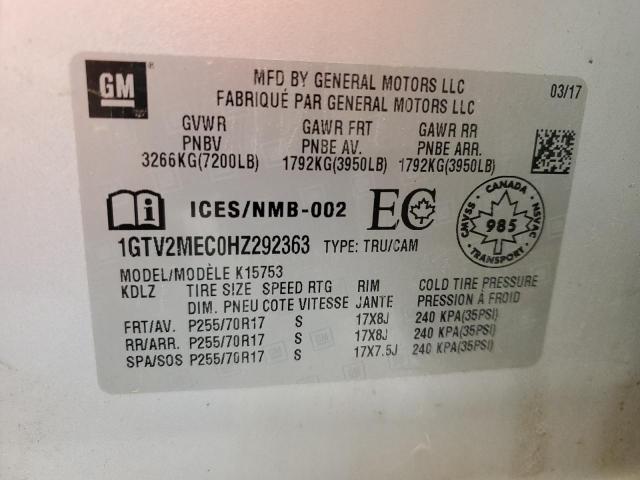 GM
MFD BY GENERAL MOTORS LLC
FABRIQUÉ PAR GENERAL MOTORS LLC
03/17
GVWR GAWR FRT GAWR RR
PNBV PNBE AV. PNBE ARR.
3266KG(7200LB) 1792KG(3950LB) 1792KG(3950LB)
ICES/NMB-002 EC
CANADA
CMVSS 985 NSVAC
TRANSPORT
1GTV2MEC0HZ292363 TYPE: TRU/CAM
MODEL/MODÈLE K15753
KDLZ TIRE SIZE SPEED RTG RIM COLD TIRE PRESSURE
DIM. PNEU COTE VITESSE JANTE PRESSION À FROID
FRT/AV. P255/70R17 S 17X8J 240 KPA(35PSI)
RR/ARR. P255/70R17 S 17X8J 240 KPA(35PSI)
SPA/SOS P255/70R17 S 17X7.5J 240 KPA(35PSI)